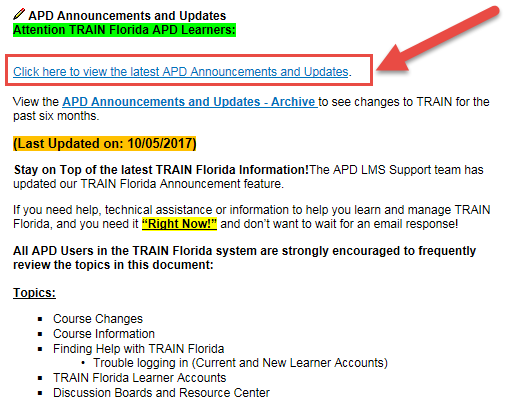 APD Announcements and Updates
Attention TRAIN Florida APD Learners:
Click here to view the latest APD Announcements and Updates.
View the APD Announcements and Updates - Archive to see changes to TRAIN for the
past six months.
(Last Updated on: 10/05/2017)
Stay on Top of the latest TRAIN Florida Information!The APD LMS Support team has
updated our TRAIN Florida Announcement feature.
If you need help, technical assistance or information to help you learn and manage TRAIN
Florida, and you need it “Right Now!” and don’t want to wait for an email response!
All APD Users in the TRAIN Florida system are strongly encouraged to frequently
review the topics in this document:
Topics:
▪ Course Changes
▪ Course Information
▪ Finding Help with TRAIN Florida
• Trouble logging in (Current and New Learner Accounts)
▪ TRAIN Florida Learner Accounts
▪ Discussion Boards and Resource Center